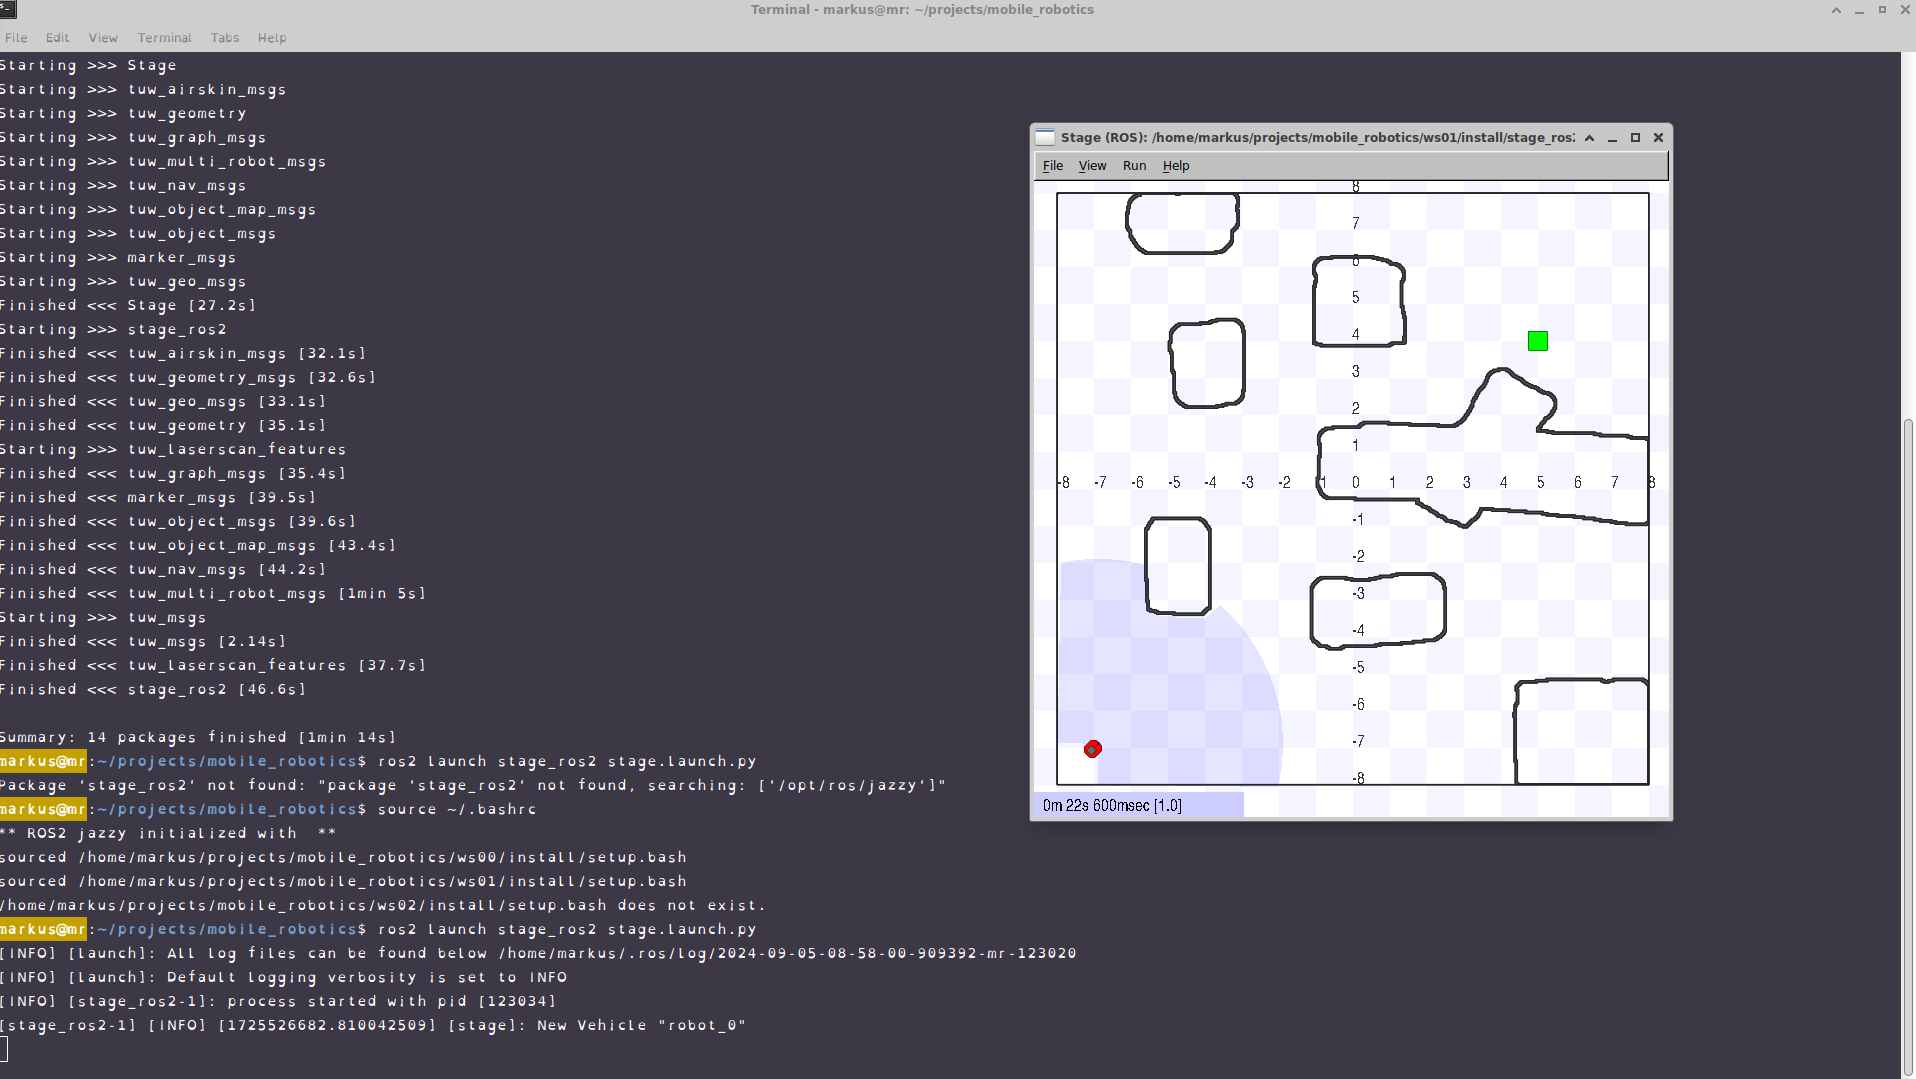 Terminal - markus@mr: ~/projects/mobile_robotics
File Edit View Terminal Tabs Help
Starting >>> Stage
Starting >>> tuw_airskin_msgs
Starting >>> tuw_geometry
Starting >>> tuw_graph_msgs
Starting >>> tuw_multi_robot_msgs
Starting >>> tuw_nav_msgs
Starting >>> tuw_object_map_msgs
Starting >>> tuw_object_msgs
Starting >>> marker_msgs
Starting >>> tuw_geo_msgs
Finished <<< Stage [27.2s]
Starting >>> stage_ros2
Finished <<< tuw_airskin_msgs [32.1s]
Finished <<< tuw_geometry_msgs [32.6s]
Finished <<< tuw_geo_msgs [33.1s]
Finished <<< tuw_geometry [35.1s]
Starting >>> tuw_laserscan_features
Finished <<< tuw_graph_msgs [35.4s]
Finished <<< marker_msgs [39.5s]
Finished <<< tuw_object_msgs [39.6s]
Finished <<< tuw_object_map_msgs [43.4s]
Finished <<< tuw_nav_msgs [44.2s]
Finished <<< tuw_multi_robot_msgs [1min 5s]
Starting >>> tuw_msgs
Finished <<< tuw_msgs [2.14s]
Finished <<< tuw_laserscan_features [37.7s]
Finished <<< stage_ros2 [46.6s]
Summary: 14 packages finished [1min 14s]
markus@mr:~/projects/mobile_robotics$ ros2 launch stage_ros2 stage.launch.py
Package 'stage_ros2' not found: "package 'stage_ros2' not found, searching: ['/opt/ros/jazzy']"
markus@mr:~/projects/mobile_robotics$ source ~/.bashrc
** ROS2 jazzy initialized with  **
sourced /home/markus/projects/mobile_robotics/ws00/install/setup.bash
sourced /home/markus/projects/mobile_robotics/ws01/install/setup.bash
/home/markus/projects/mobile_robotics/ws02/install/setup.bash does not exist.
markus@mr:~/projects/mobile_robotics$ ros2 launch stage_ros2 stage.launch.py
[INFO] [launch]: All log files can be found below /home/markus/.ros/log/2024-09-05-08-58-00-909392-mr-123020
[INFO] [launch]: Default logging verbosity is set to INFO
[INFO] [stage_ros2-1]: process started with pid [123034]
[stage_ros2-1] [INFO] [1725526682.810042509] [stage]: New Vehicle "robot_0"
Stage (ROS): /home/markus/projects/mobile_robotics/ws01/install/stage_ros2
File View Run Help
8
7
6
5
4
3
2
1
-8 -7 -6 -5 -4 -3 -2 -1 0 1 2 3 4 5 6 7 8
-1
-2
-3
-4
-5
-6
-7
-8
0m 22s 600msec [1.0]